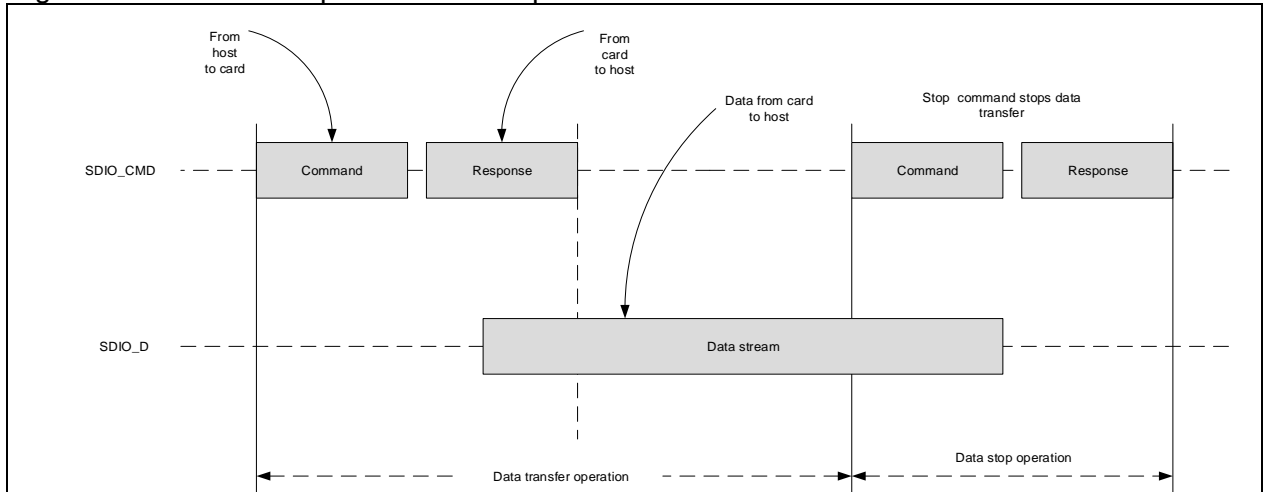 From
host
to card
From
card
to host
Data from card
to host
Stop command stops data
transfer
SDIO_CMD
Command
Response
Command
Response
SDIO_D
Data stream
Data transfer operation
Data stop operation